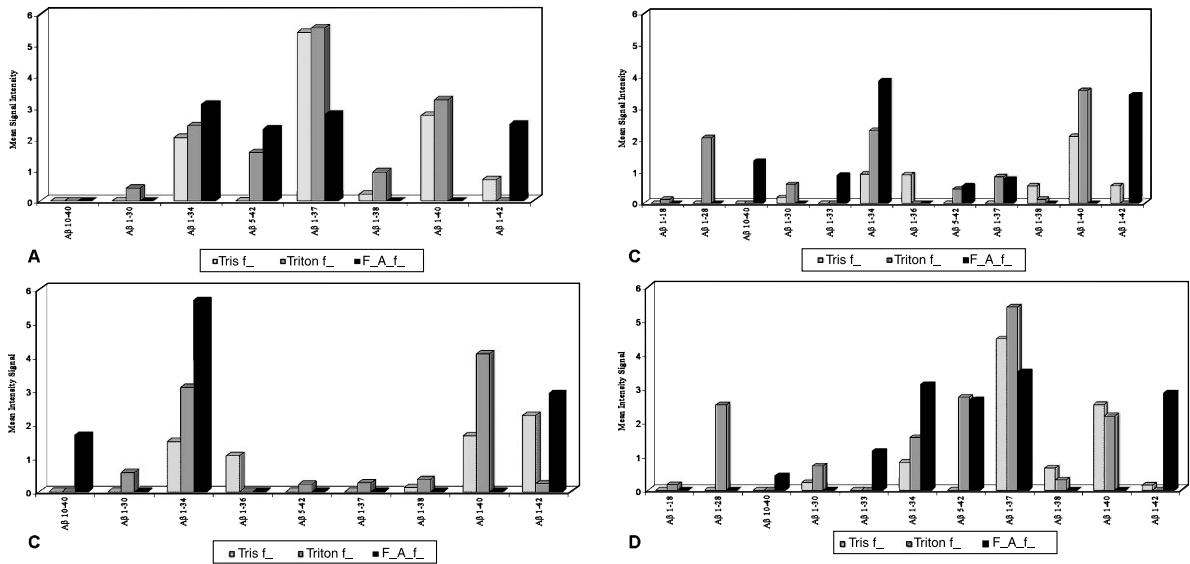 6
5
4
3
2
1
0
Mean Signal Intensity
Aβ 10-40
Aβ 1-30
Aβ 1-34
Aβ 5-42
Aβ 1-37
Aβ 1-38
Aβ 1-40
Aβ 1-42
A
Tris f_ Triton f_ F_A_f_
6
5
4
3
2
1
0
Mean Signal Intensity
Aβ 1-18
Aβ 1-28
Aβ 10-40
Aβ 1-30
Aβ 1-33
Aβ 1-34
Aβ 1-36
Aβ 5-42
Aβ 1-37
Aβ 1-38
Aβ 1-40
Aβ 1-42
C
Tris f_ Triton f_ F_A_f_
6
5
4
3
2
1
0
Mean Intensity Signal
Aβ 10-40
Aβ 1-30
Aβ 1-34
Aβ 1-36
Aβ 5-42
Aβ 1-37
Aβ 1-38
Aβ 1-40
Aβ 1-42
C
Tris f_ Triton f_ F_A_f_
6
5
4
3
2
1
0
Mean Intensity Signal
Aβ 1-18
Aβ 1-28
Aβ 10-40
Aβ 1-30
Aβ 1-33
Aβ 1-34
Aβ 5-42
Aβ 1-37
Aβ 1-38
Aβ 1-40
Aβ 1-42
D
Tris f_ Triton f_ F_A_f_